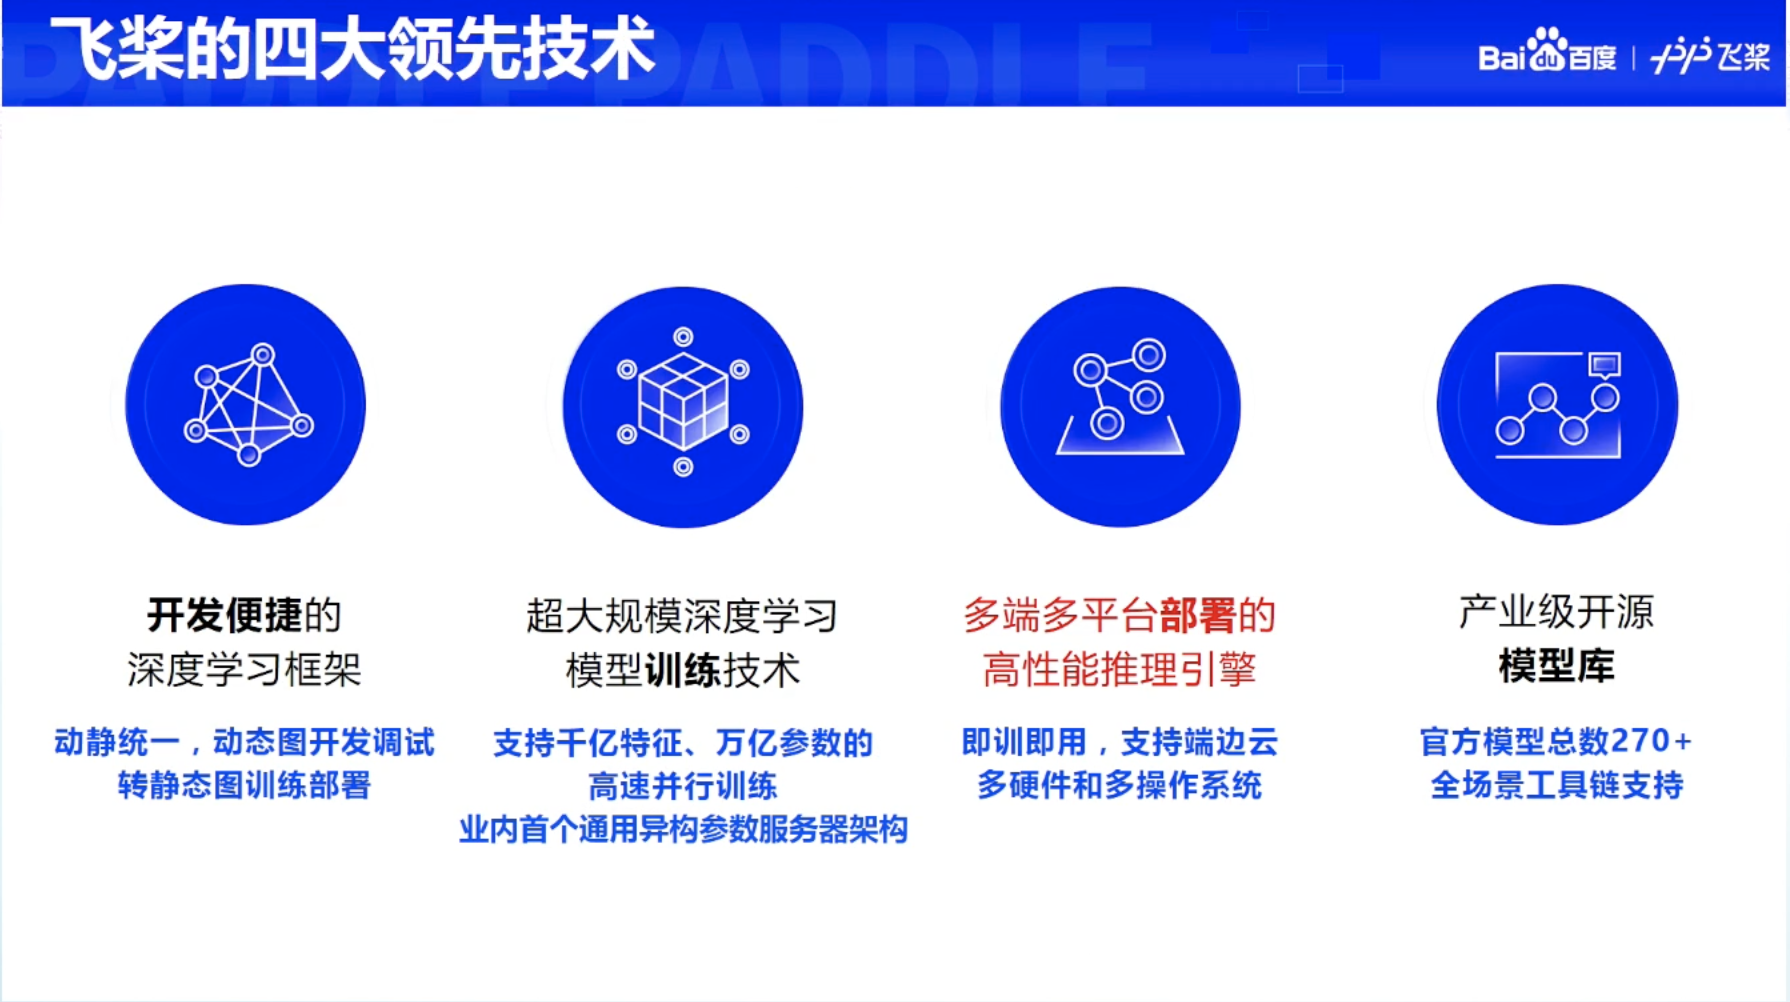 飞桨的四大领先技术
PADDLE PADDLE
Bai du 百度 | 飞桨
开发便捷的
深度学习框架
动静统一，动态图开发调试
转静态图训练部署
超大规模深度学习
模型训练技术
支持千亿特征、万亿参数的
高速并行训练
业内首个通用异构参数服务器架构
多端多平台部署的
高性能推理引擎
即训即用，支持端边云
多硬件和多操作系统
产业级开源
模型库
官方模型总数270+
全场景工具链支持